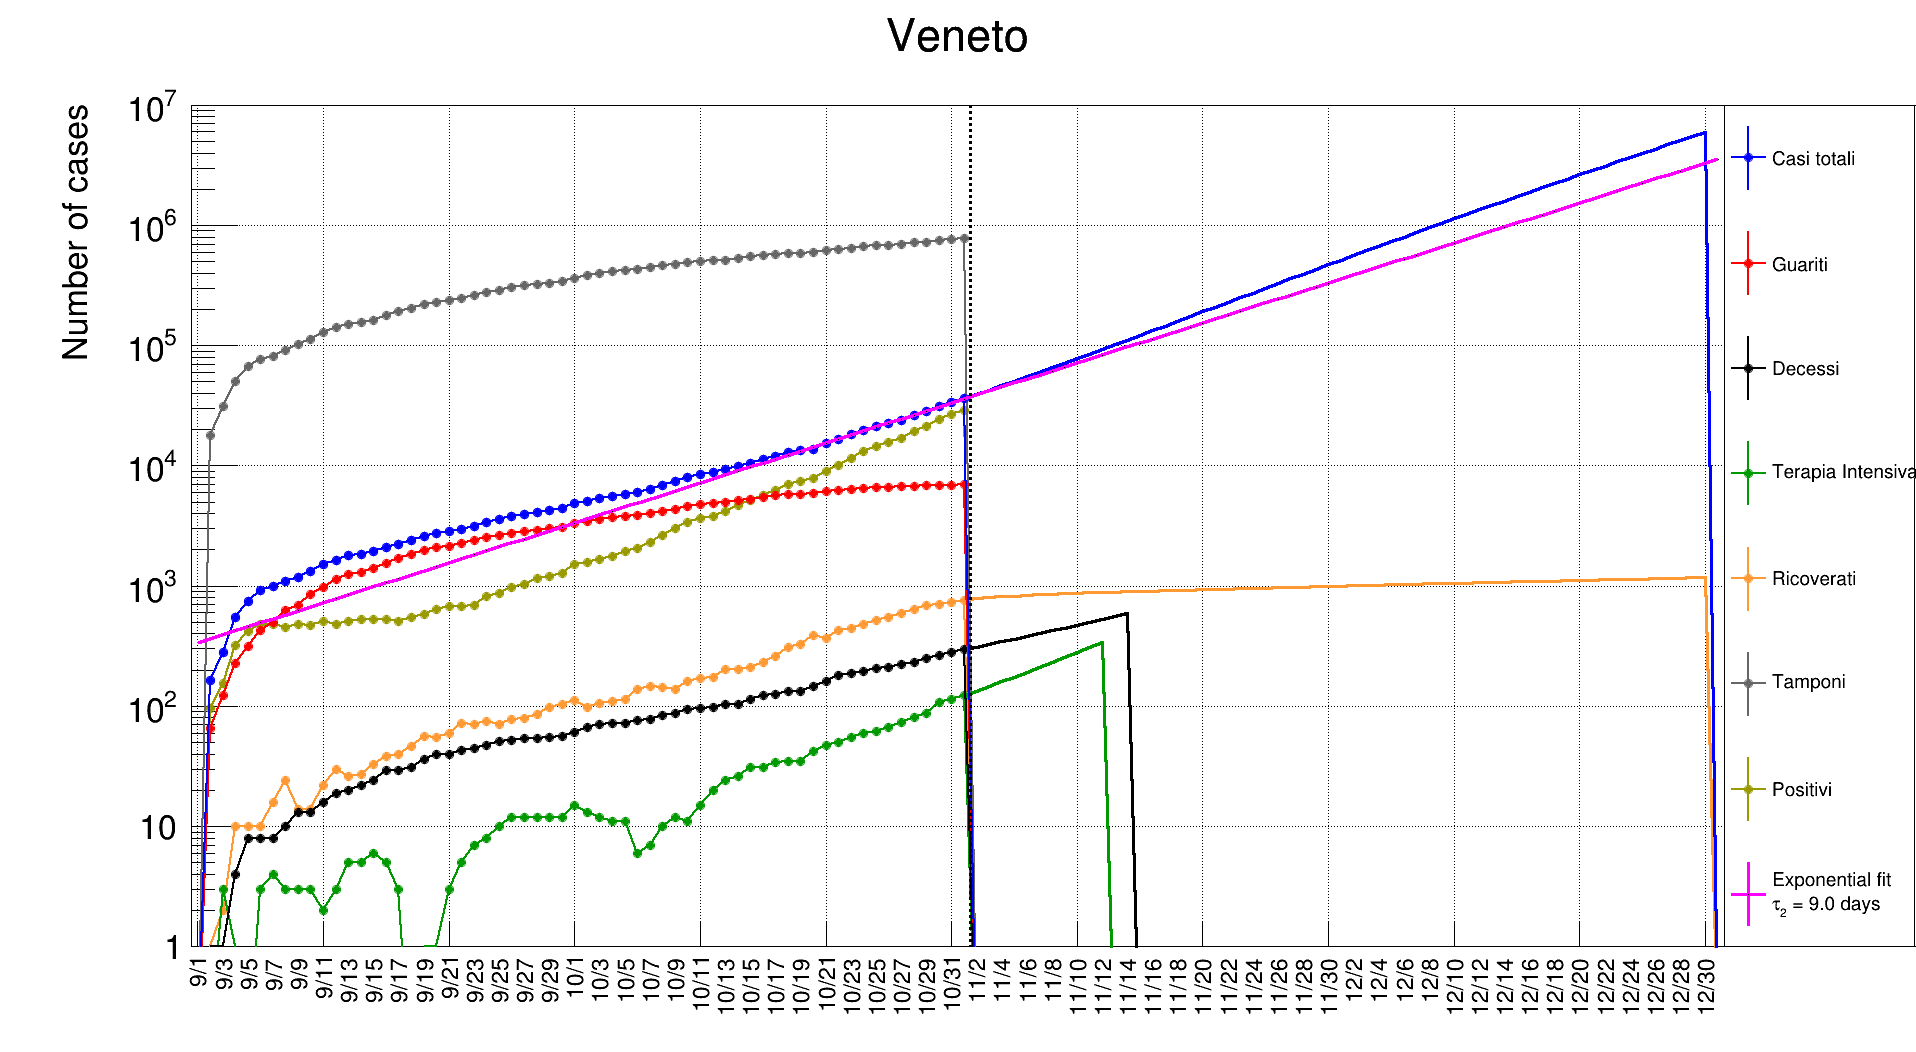 Veneto
Number of cases
10^7
10^6
10^5
10^4
10^3
10^2
10
1
9/1 9/3 9/5 9/7 9/9 9/11 9/13 9/15 9/17 9/19 9/21 9/23 9/25 9/27 9/29 10/1 10/3 10/5 10/7 10/9 10/11 10/13 10/15 10/17 10/19 10/21 10/23 10/25 10/27 10/29 10/31 11/2 11/4 11/6 11/8 11/10 11/12 11/14 11/16 11/18 11/20 11/22 11/24 11/26 11/28 11/30 12/2 12/4 12/6 12/8 12/10 12/12 12/14 12/16 12/18 12/20 12/22 12/24 12/26 12/28 12/30
Casi totali
Guariti
Decessi
Terapia Intensiva
Ricoverati
Tamponi
Positivi
Exponential fit
τ₂ = 9.0 days